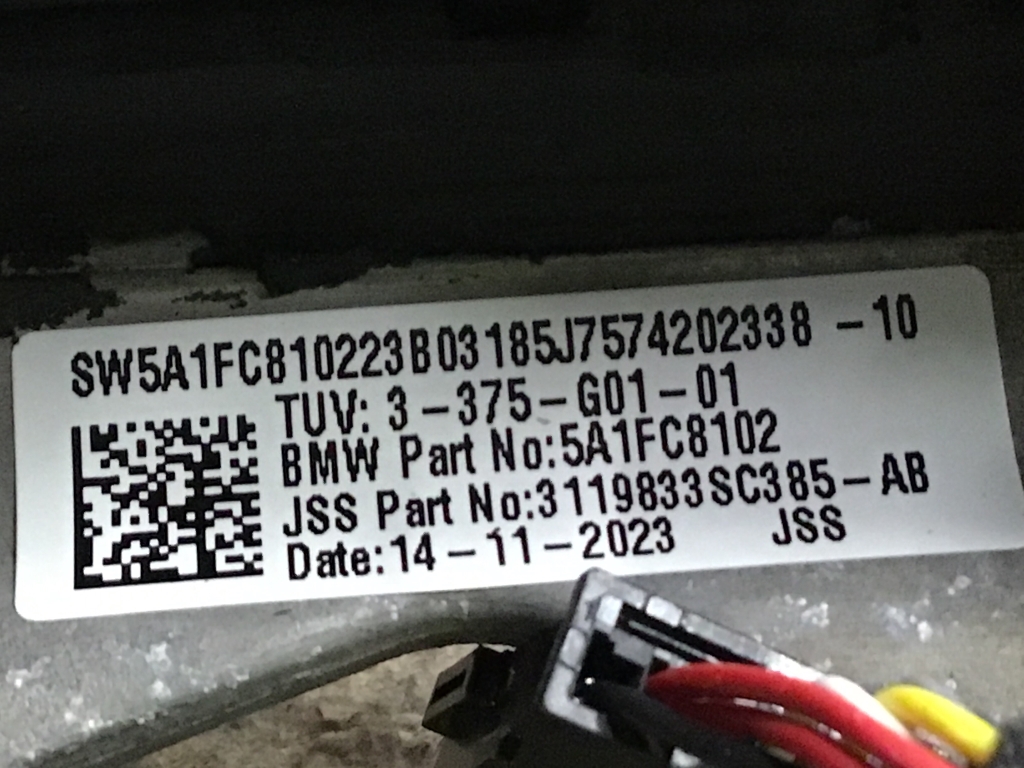 SW5A1FC810223B03185J7574202338 -10
TUV: 3-375-G01-01
BMW Part No:5A1FC8102
JSS Part No:3119833SC385-AB
Date:14-11-2023 JSS